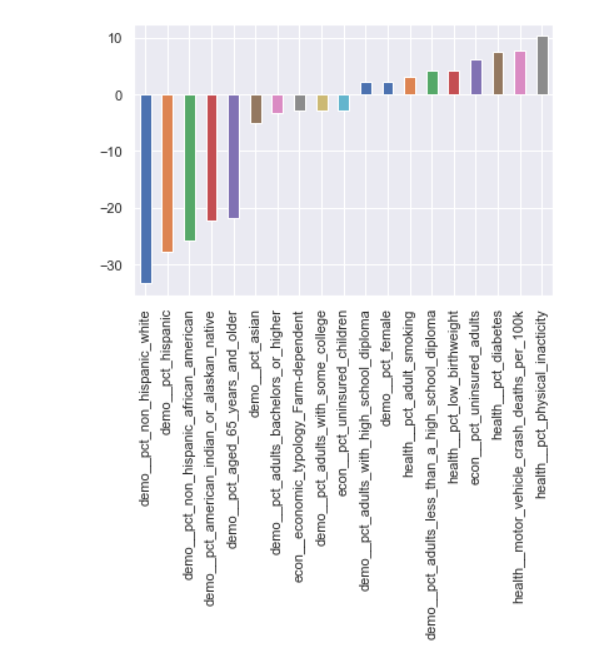 10
0
−10
−20
−30
demo__pct_non_hispanic_white
demo__pct_hispanic
demo__pct_non_hispanic_african_american
demo__pct_american_indian_or_alaskan_native
demo__pct_aged_65_years_and_older
demo__pct_asian
demo__pct_adults_bachelors_or_higher
econ__economic_typology_Farm-dependent
demo__pct_adults_with_some_college
econ__pct_uninsured_children
demo__pct_adults_with_high_school_diploma
demo__pct_female
health__pct_adult_smoking
demo__pct_adults_less_than_a_high_school_diploma
health__pct_low_birthweight
econ__pct_uninsured_adults
health__pct_diabetes
health__motor_vehicle_crash_deaths_per_100k
health__pct_physical_inacticity